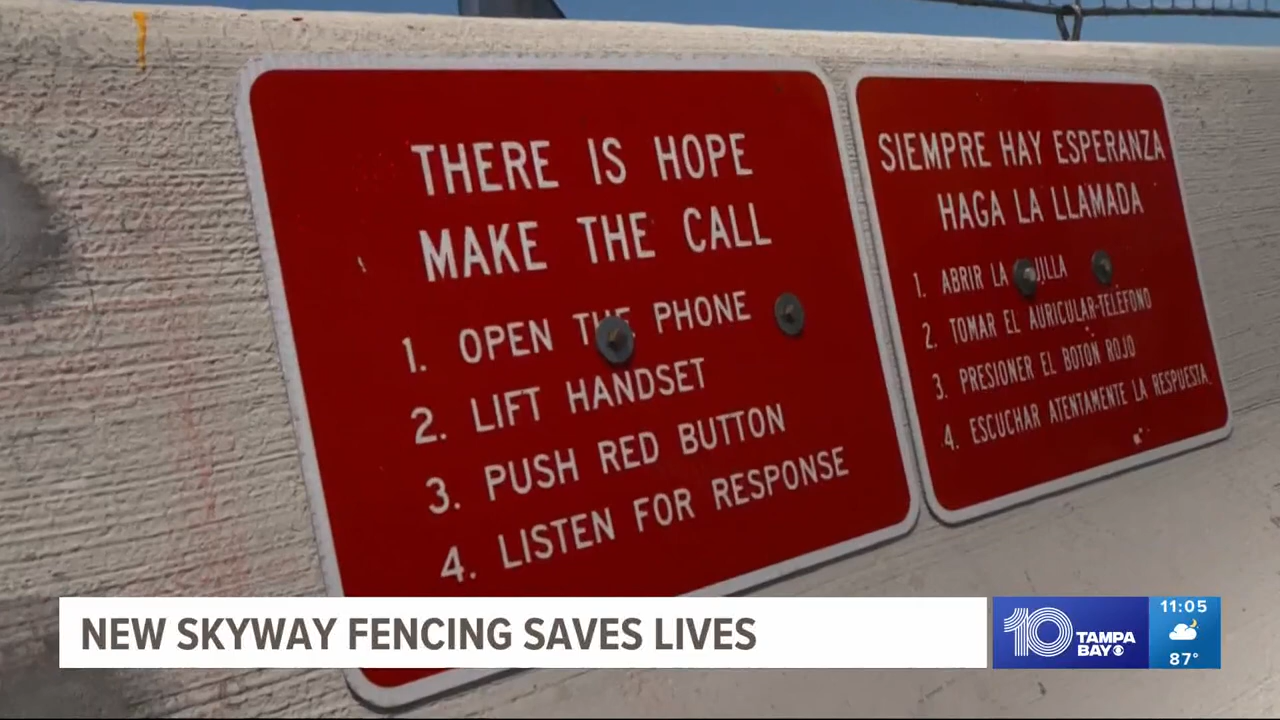 THERE IS HOPE
MAKE THE CALL
1. OPEN THE PHONE
2. LIFT HANDSET
3. PUSH RED BUTTON
4. LISTEN FOR RESPONSE
SIEMPRE HAY ESPERANZA
HAGA LA LLAMADA
1. ABRIR LA
2. TOMAR EL AURICULAR-TELÉFONO
3. PRESIONER EL BOTON ROJO
4. ESCUCHAR ATENTAMENTE LA RESPUESTA.
NEW SKYWAY FENCING SAVES LIVES
10 TAMPA BAY
11:05
87°